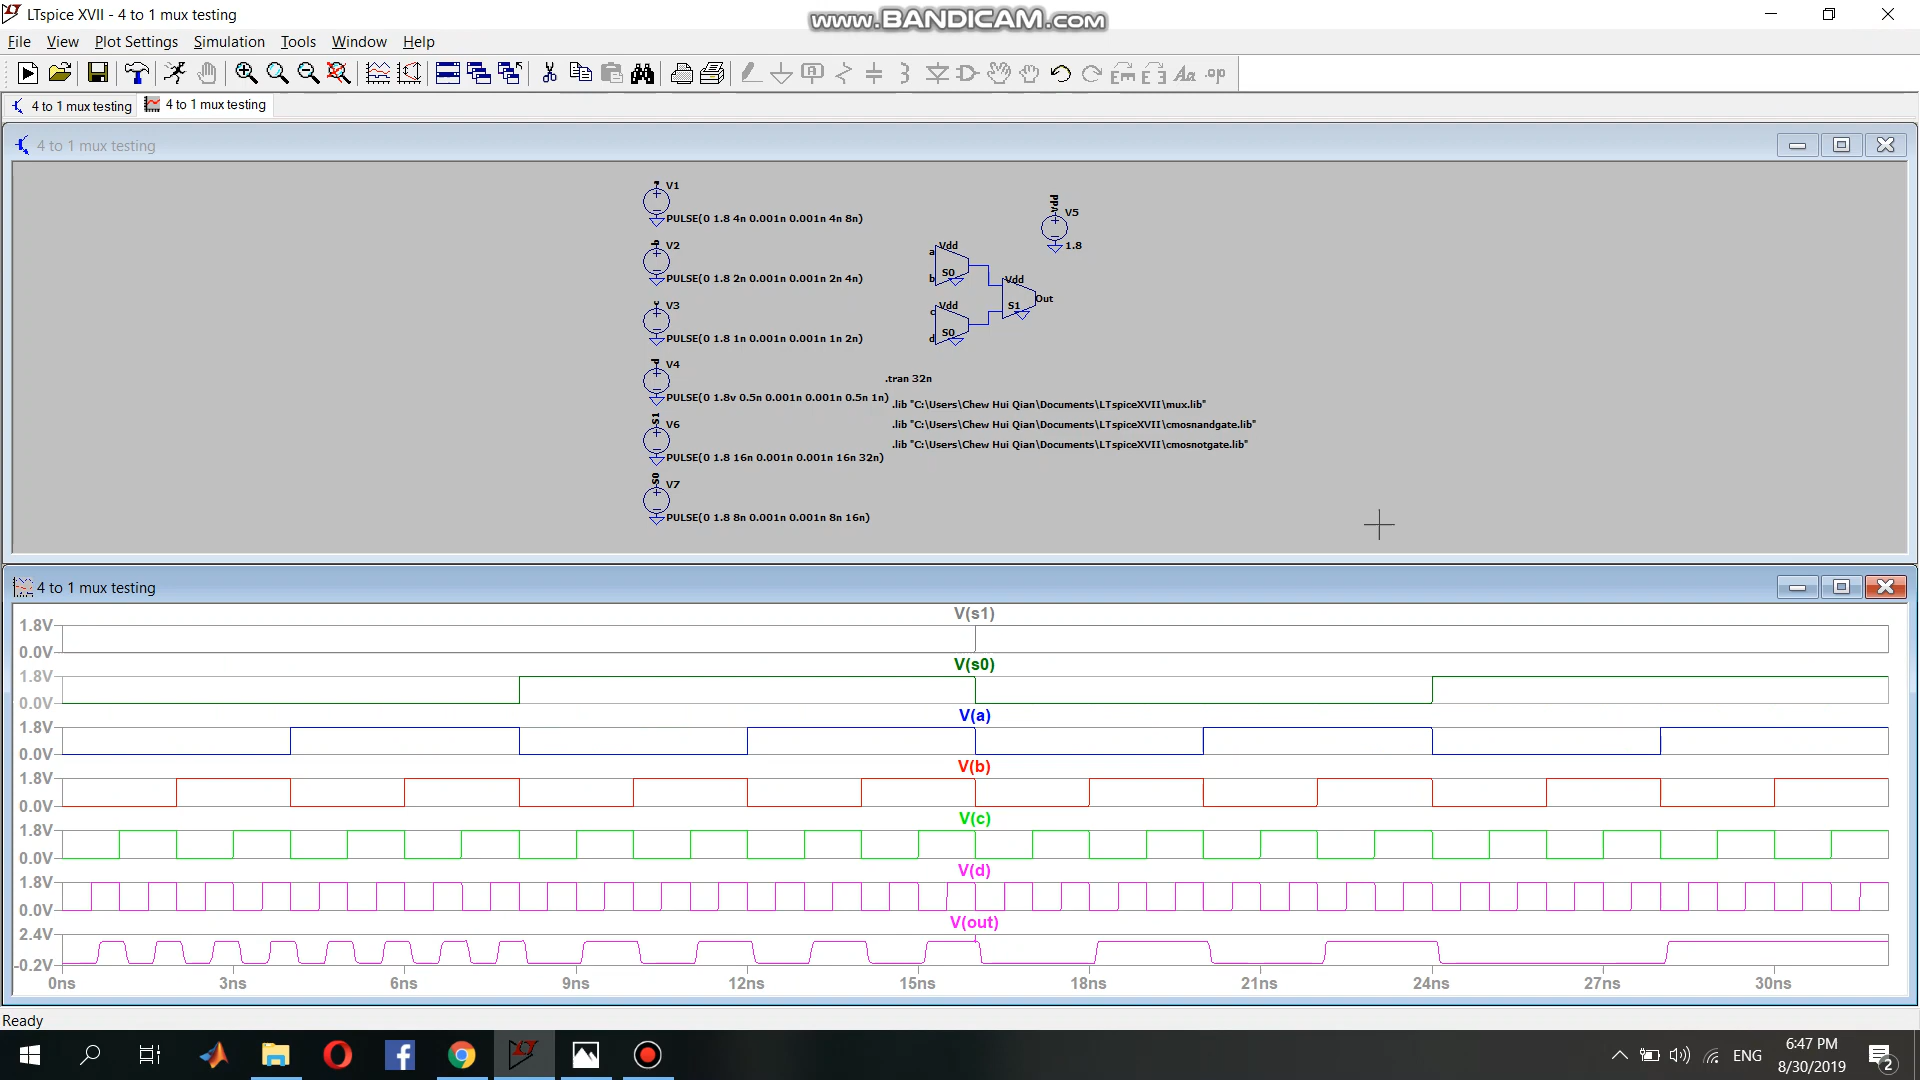 LTspice XVII - 4 to 1 mux testing
www.BANDICAM.com
File View Plot Settings Simulation Tools Window Help
4 to 1 mux testing
4 to 1 mux testing
4 to 1 mux testing
a
V1
PULSE(0 1.8 4n 0.001n 0.001n 4n 8n)
b
V2
PULSE(0 1.8 2n 0.001n 0.001n 2n 4n)
c
V3
PULSE(0 1.8 1n 0.001n 0.001n 1n 2n)
d
V4
PULSE(0 1.8v 0.5n 0.001n 0.001n 0.5n 1n)
S1
V6
PULSE(0 1.8 16n 0.001n 0.001n 16n 32n)
S0
V7
PULSE(0 1.8 8n 0.001n 0.001n 8n 16n)
Vdd
V5
1.8
Vdd
a
S0
b
Vdd
c
S0
d
Vdd
S1
Out
.tran 32n
.lib "C:\Users\Chew Hui Qian\Documents\LTspiceXVII\mux.lib"
.lib "C:\Users\Chew Hui Qian\Documents\LTspiceXVII\cmosnandgate.lib"
.lib "C:\Users\Chew Hui Qian\Documents\LTspiceXVII\cmosnotgate.lib"
4 to 1 mux testing
V(s1)
1.8V
0.0V
V(s0)
1.8V
0.0V
V(a)
1.8V
0.0V
V(b)
1.8V
0.0V
V(c)
1.8V
0.0V
V(d)
1.8V
0.0V
V(out)
2.4V
-0.2V
0ns 3ns 6ns 9ns 12ns 15ns 18ns 21ns 24ns 27ns 30ns
Ready
ENG
6:47 PM
8/30/2019
2